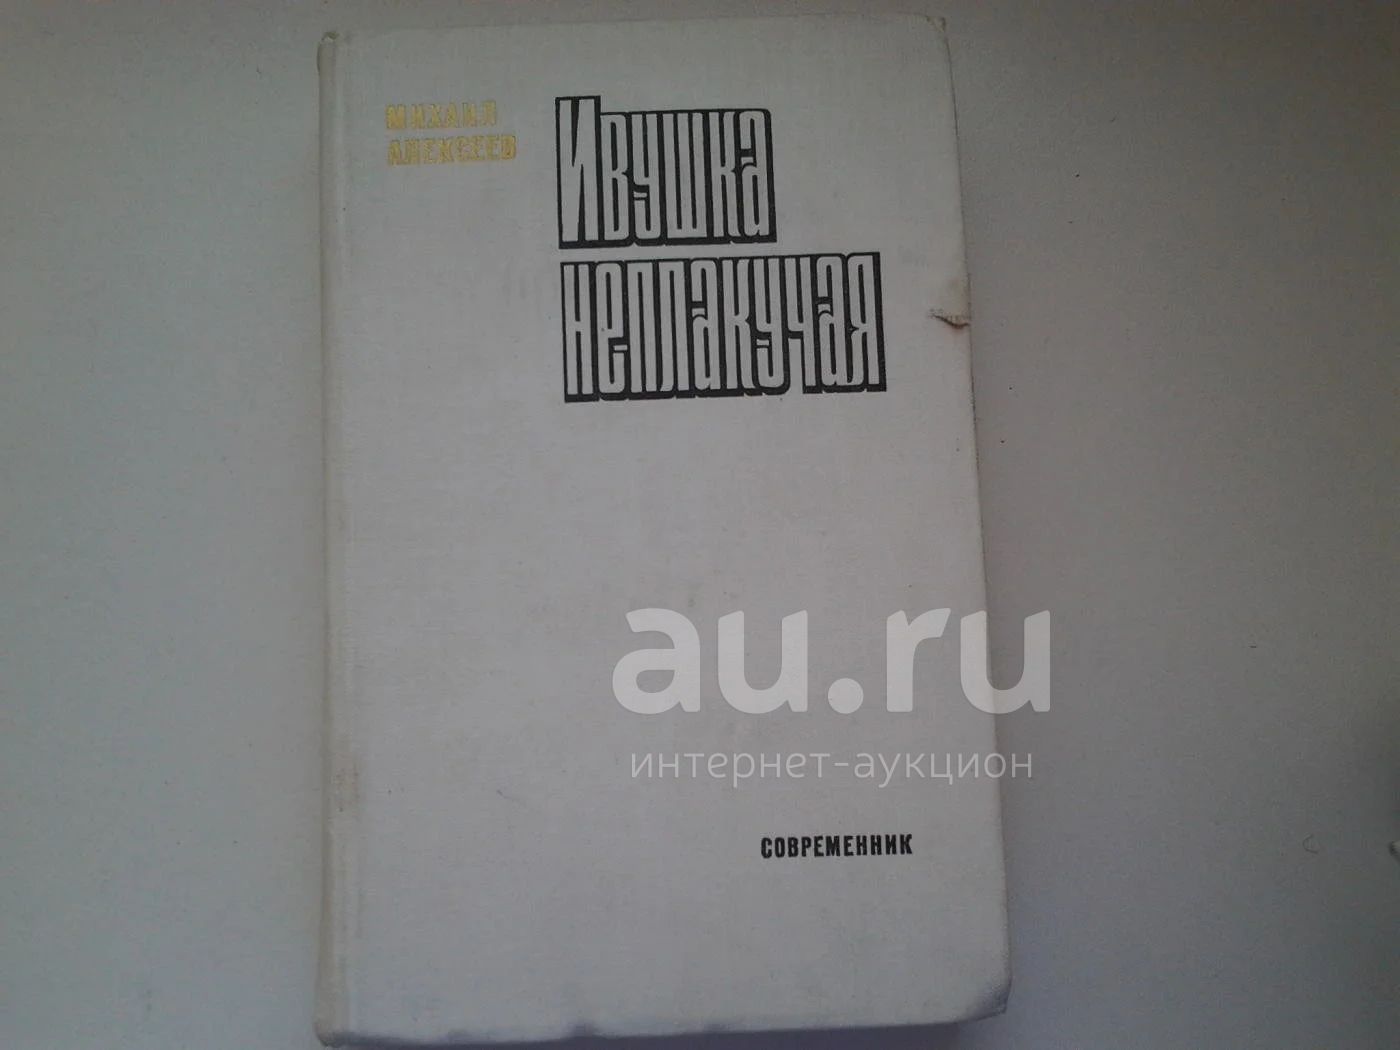 МИХАИЛ
АЛЕКСЕЕВ
Ивушка
неплакучая
au.ru
интернет-аукцион
СОВРЕМЕННИК